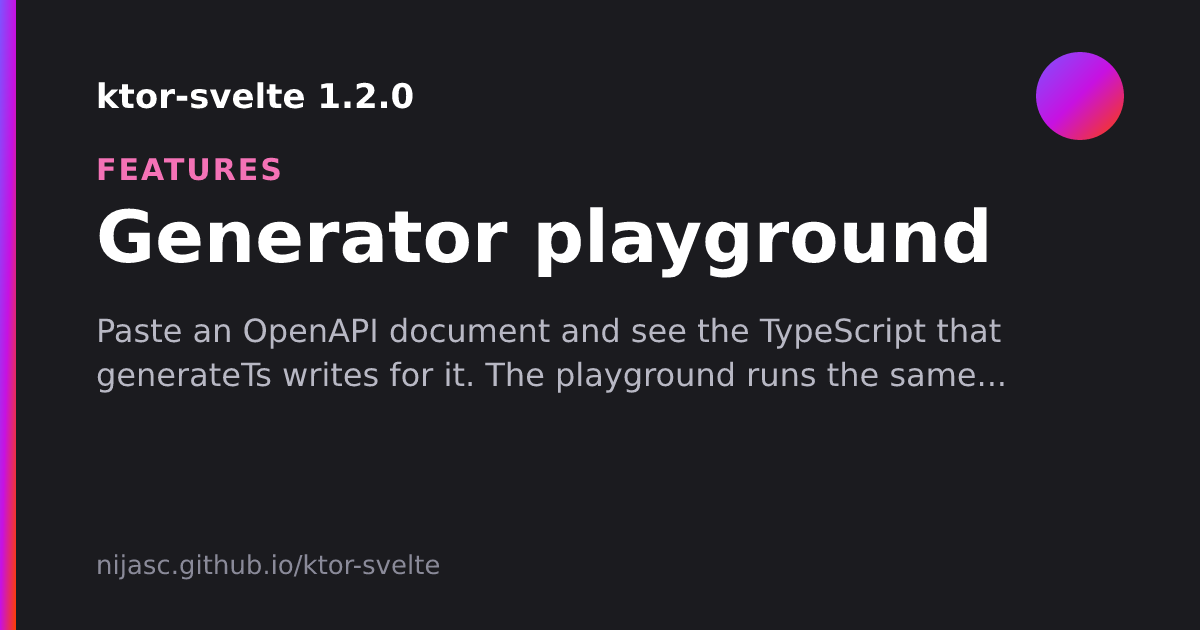 ktor-svelte 1.2.0
FEATURES
Generator playground
Paste an OpenAPI document and see the TypeScript that
generateTs writes for it. The playground runs the same...
nijasc.github.io/ktor-svelte